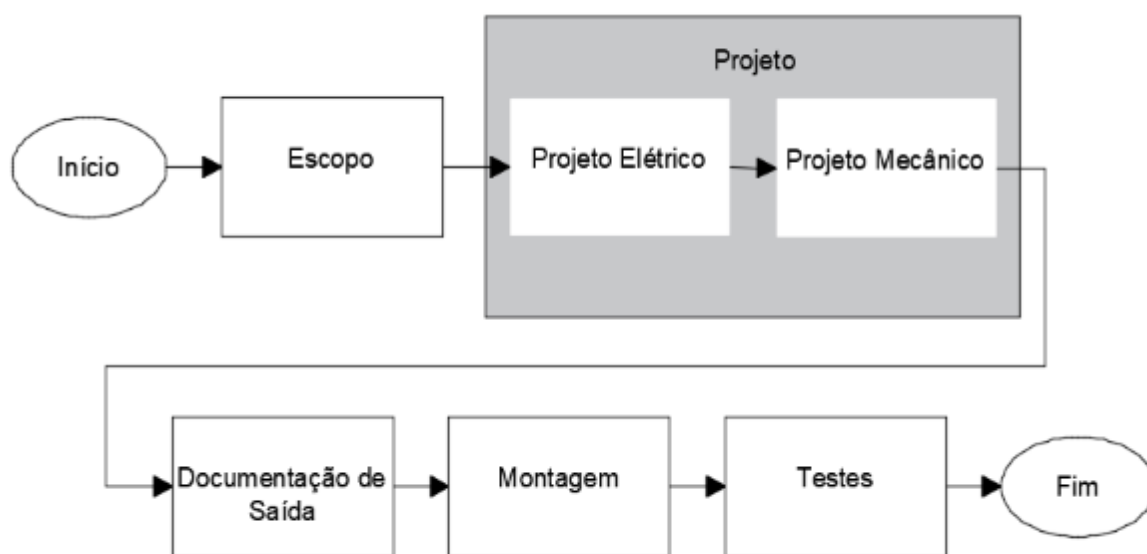 Projeto
Início
Escopo
Projeto Elétrico
Projeto Mecânico
Documentação de
Saída
Montagem
Testes
Fim